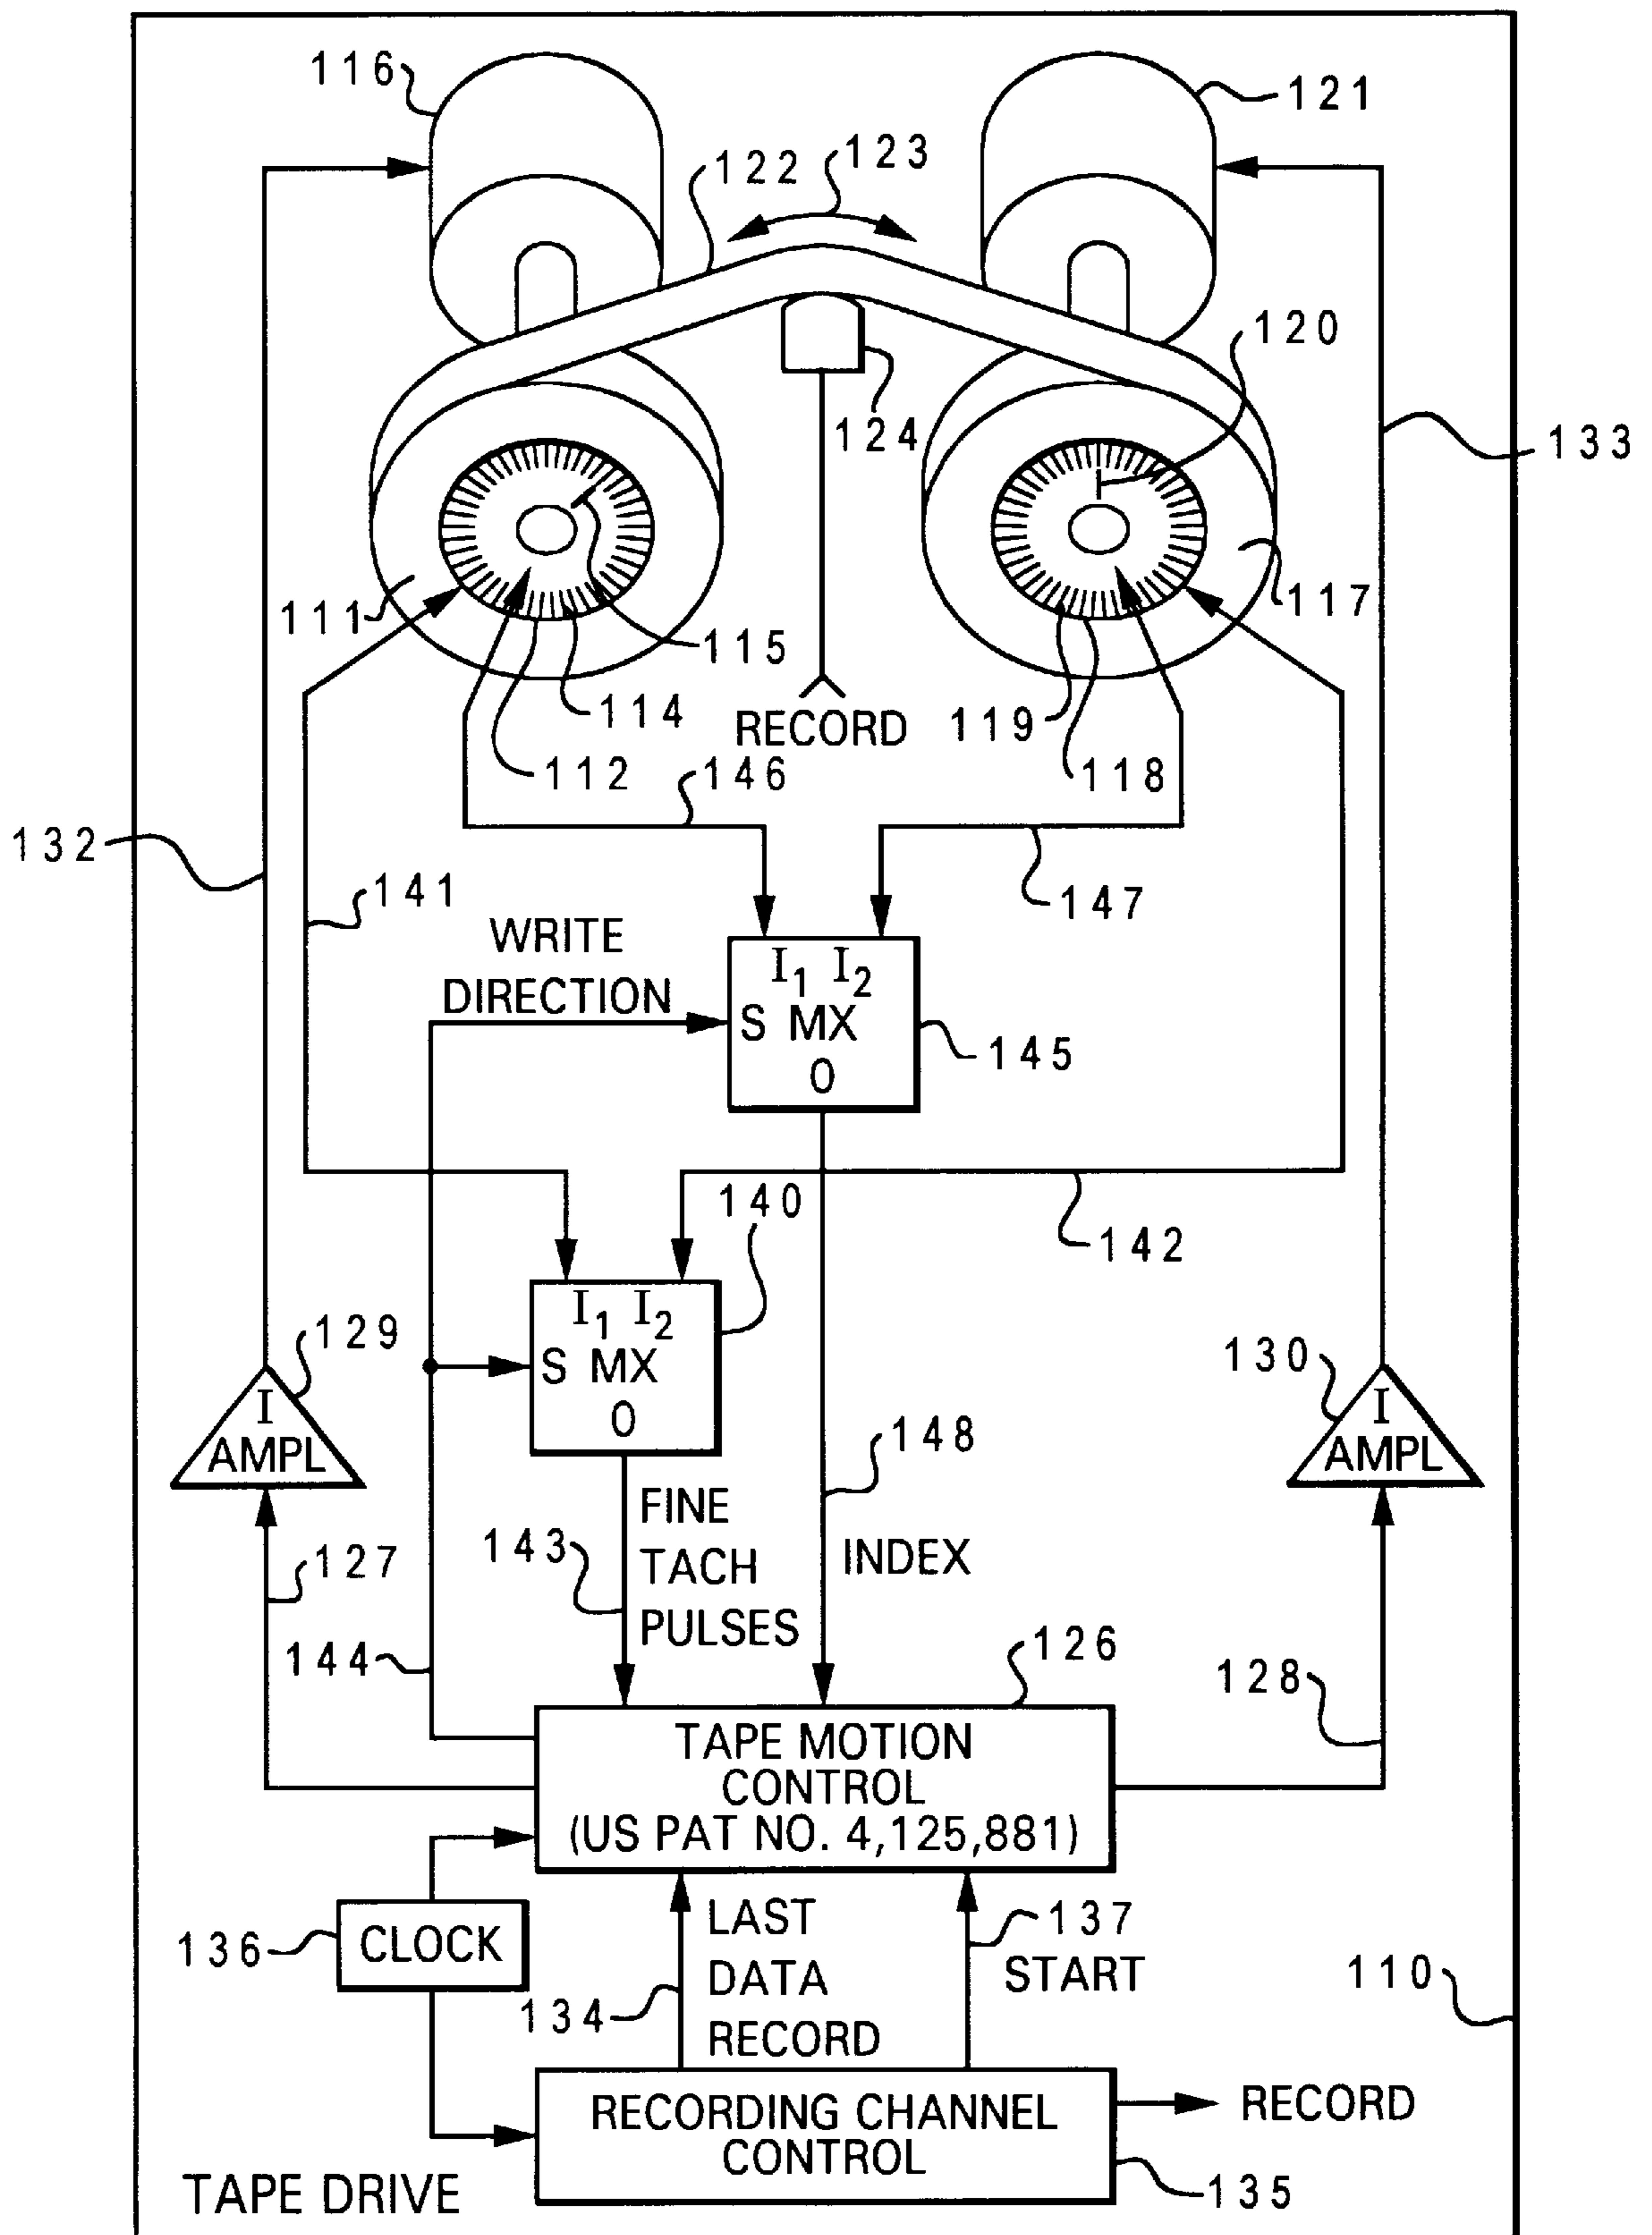 116
121
122
123
120
124
133
111
115
117
114
RECORD
119
112
146
118
132
141
147
WRITE
DIRECTION
I1 I2
S MX
O
145
140
142
I1 I2
S MX
O
129
I
AMPL
130
I
AMPL
148
FINE
TACH
PULSES
143
INDEX
127
144
126
128
TAPE MOTION
CONTROL
(US PAT NO. 4,125,881)
136
CLOCK
LAST
DATA
RECORD
134
137
START
110
RECORDING CHANNEL
CONTROL
RECORD
135
TAPE DRIVE